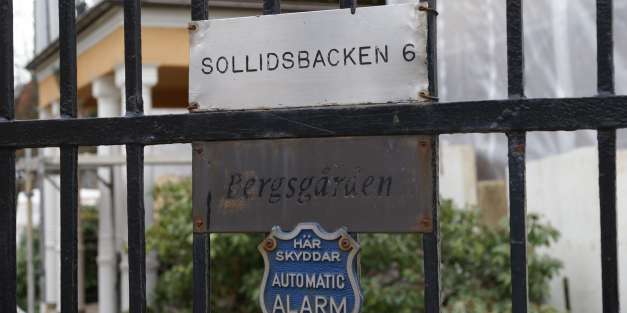 SOLLIDSBACKEN 6
Bergsgården
HÄR
SKYDDAR
AUTOMATIC
ALARM